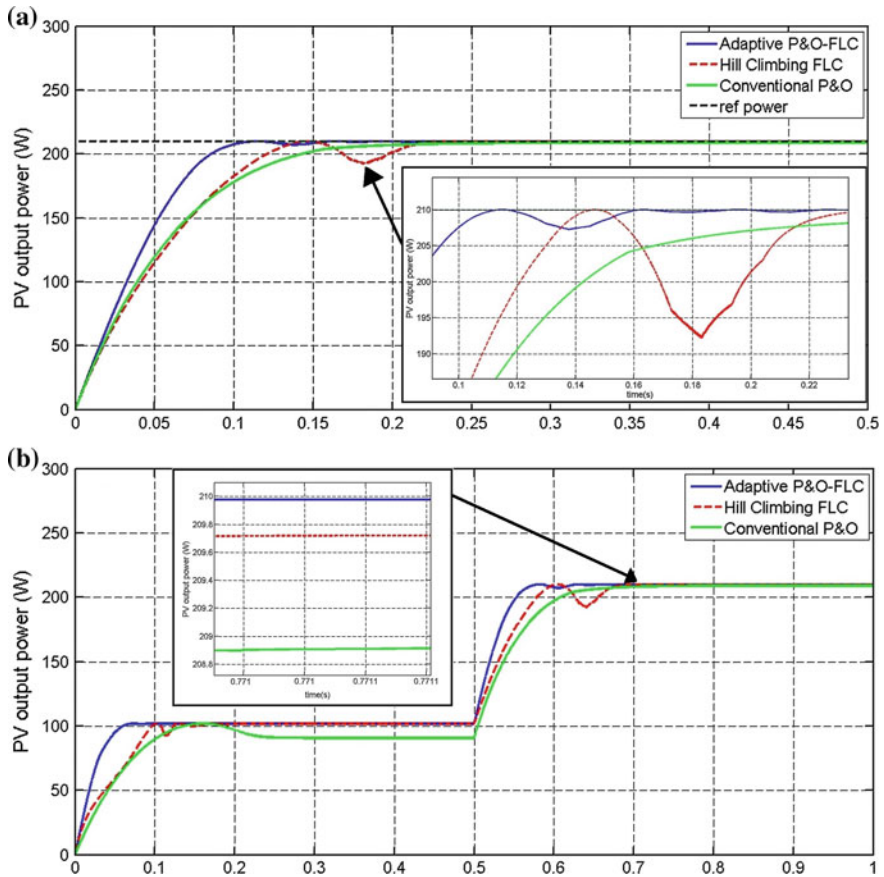 (a)
300
250
200
150
100
50
0
PV output power (W)
Adaptive P&O-FLC
Hill Climbing FLC
Conventional P&O
ref power
210
205
200
195
190
PV output power (W)
0.1 0.12 0.14 0.16 0.18 0.2 0.22
time(s)
0 0.05 0.1 0.15 0.2 0.25 0.3 0.35 0.4 0.45 0.5
(b)
300
250
200
150
100
50
0
PV output power (W)
210
209.8
209.6
209.4
209.2
209
208.8
PV output power (W)
0.771 0.771 0.7711 0.7711
time(s)
Adaptive P&O-FLC
Hill Climbing FLC
Conventional P&O
0 0.1 0.2 0.3 0.4 0.5 0.6 0.7 0.8 0.9 1